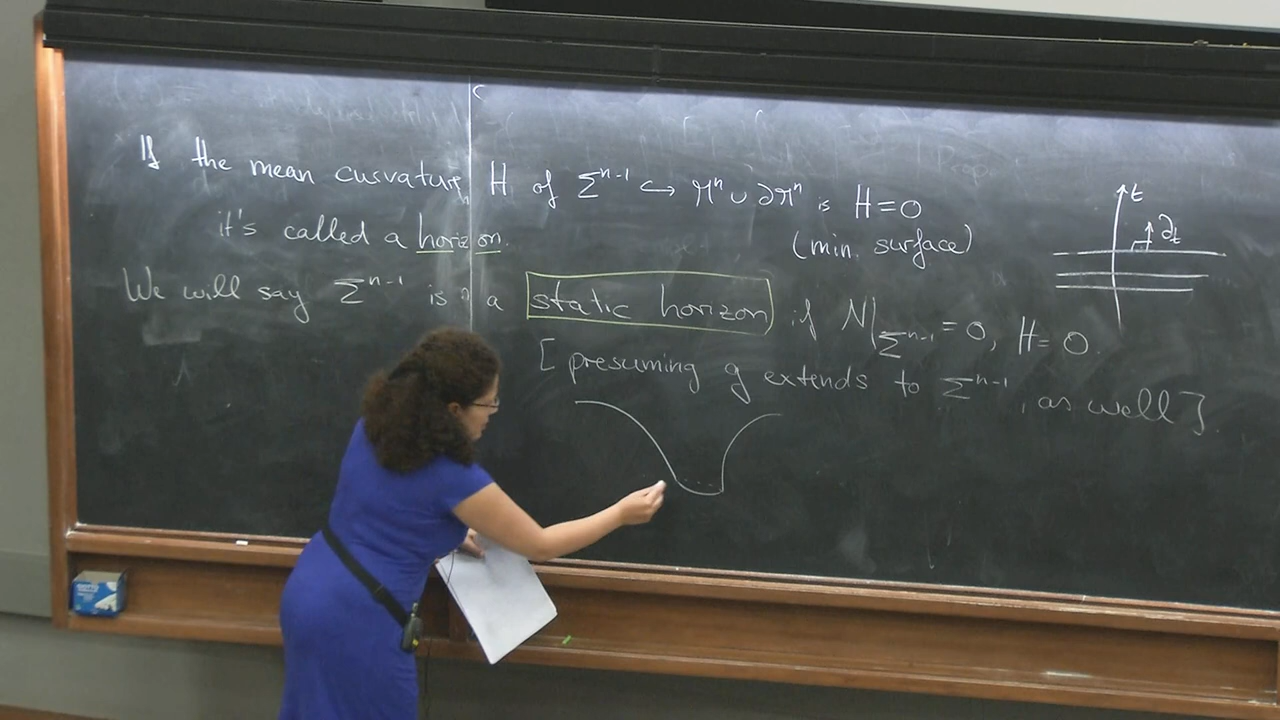 If the mean curvature, H of Σⁿ⁻¹ ↪ Mⁿ ∪ ∂Mⁿ is H=0
it's called a horizon. (min. surface)
We will say Σⁿ⁻¹ is a static horizon if N|Σⁿ⁻¹ = 0, H = 0.
[presuming g extends to Σⁿ⁻¹, as well].
t
∂t